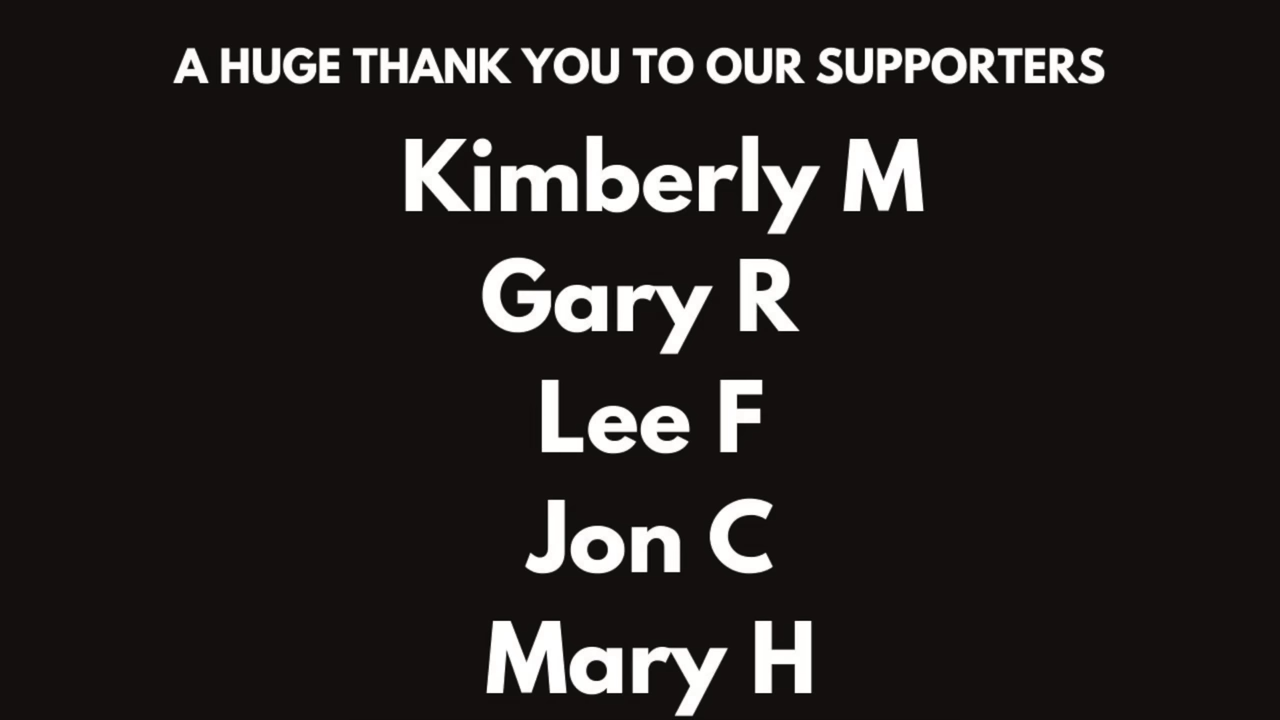 A HUGE THANK YOU TO OUR SUPPORTERS
Kimberly M
Gary R
Lee F
Jon C
Mary H